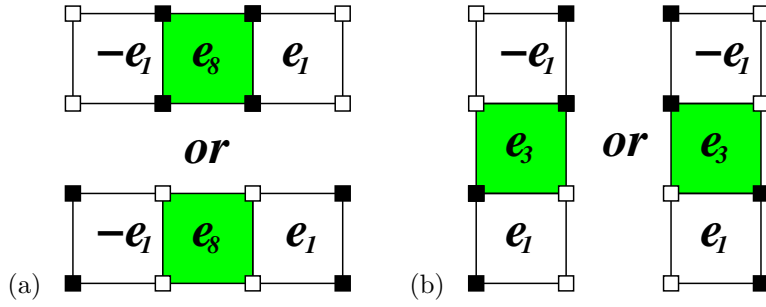 −e₁ e₈ e₁
or
−e₁ e₈ e₁
(a)
−e₁ −e₁
e₃ or e₃
e₁ e₁
(b)